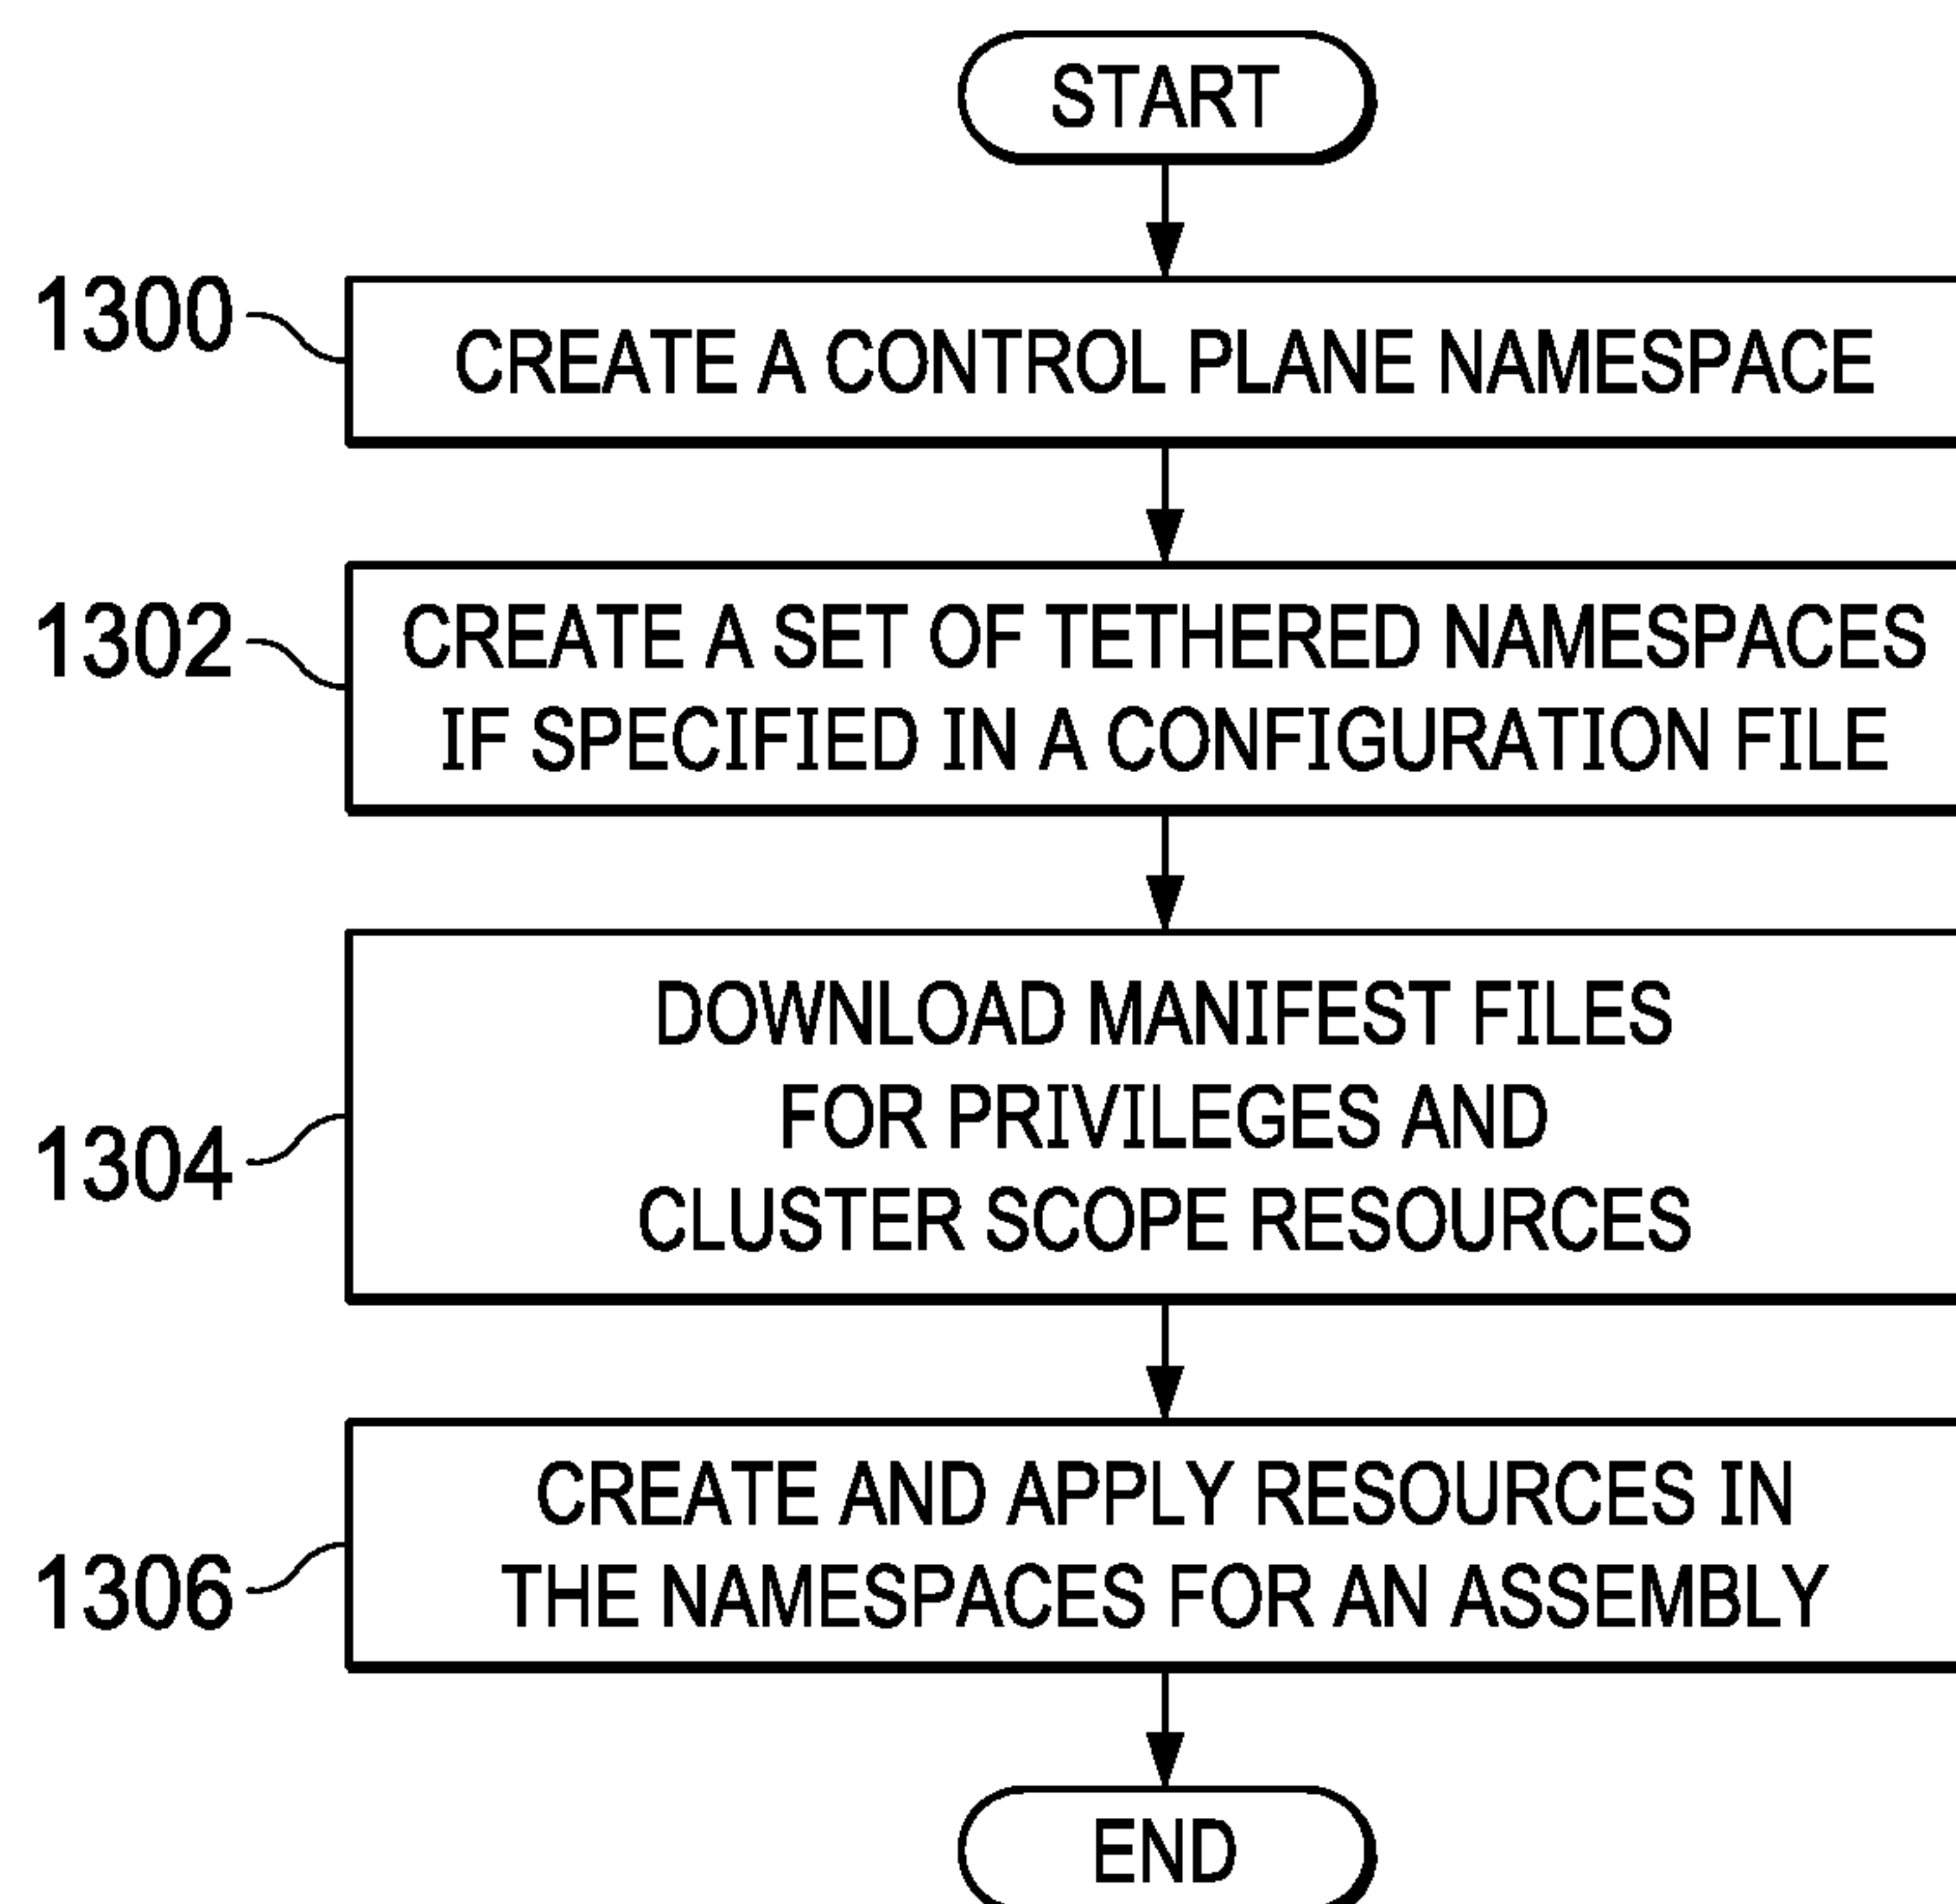 START
1300
CREATE A CONTROL PLANE NAMESPACE
1302
CREATE A SET OF TETHERED NAMESPACES
IF SPECIFIED IN A CONFIGURATION FILE
DOWNLOAD MANIFEST FILES
FOR PRIVILEGES AND
1304
CLUSTER SCOPE RESOURCES
CREATE AND APPLY RESOURCES IN
1306
THE NAMESPACES FOR AN ASSEMBLY
END